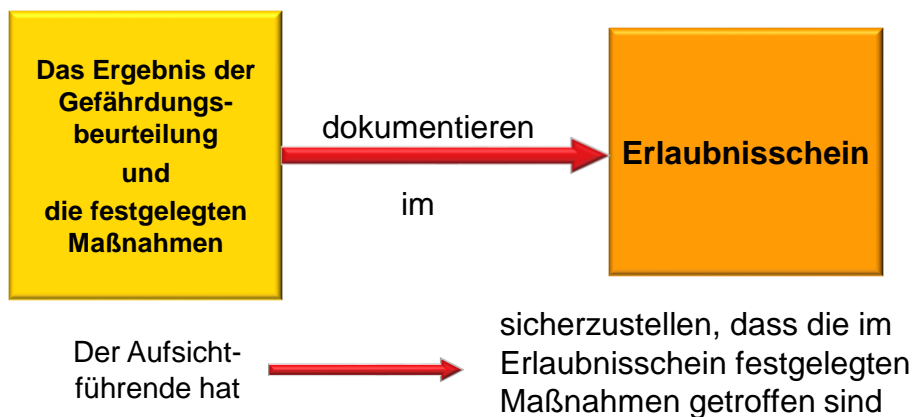 Das Ergebnis der
Gefährdungs-
beurteilung
und
die festgelegten
Maßnahmen
dokumentieren
im
Erlaubnisschein
Der Aufsicht-
führende hat
sicherzustellen, dass die im
Erlaubnisschein festgelegten
Maßnahmen getroffen sind